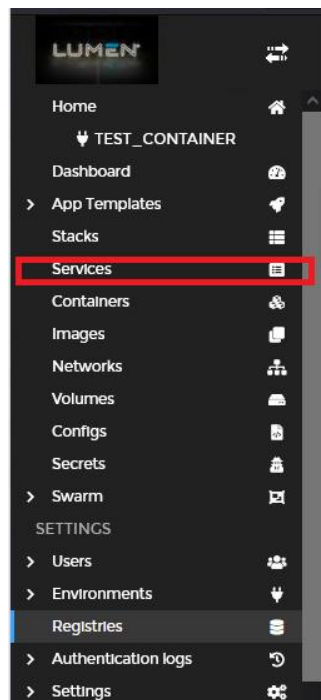 LUMEN
Home
TEST_CONTAINER
Dashboard
App Templates
Stacks
Services
Containers
Images
Networks
Volumes
Configs
Secrets
Swarm
SETTINGS
Users
Environments
Registries
Authentication logs
Settings